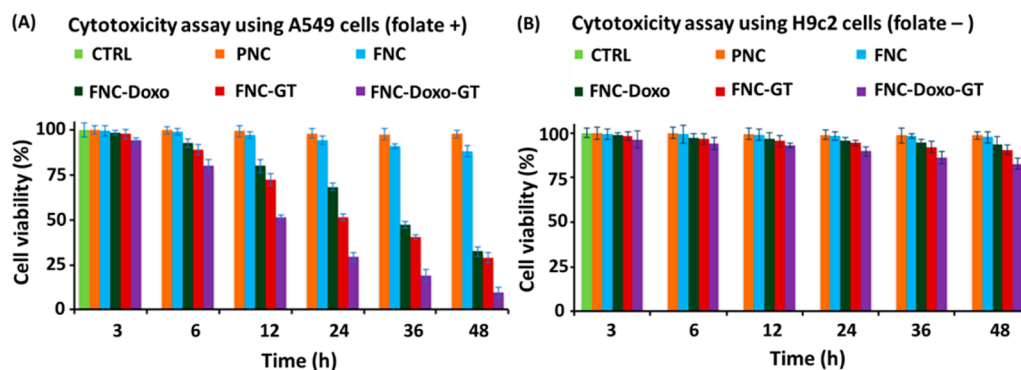 (A) Cytotoxicity assay using A549 cells (folate +)
CTRL PNC FNC
FNC-Doxo FNC-GT FNC-Doxo-GT
Cell viability (%)
100
75
50
25
0
3 6 12 24 36 48
Time (h)
(B) Cytotoxicity assay using H9c2 cells (folate –)
CTRL PNC FNC
FNC-Doxo FNC-GT FNC-Doxo-GT
Cell viability (%)
100
75
50
25
0
3 6 12 24 36 48
Time (h)